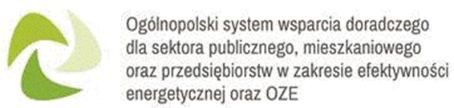 Ogólnopolski system wsparcia doradczego
dla sektora publicznego, mieszkaniowego
oraz przedsiębiorstw w zakresie efektywności
energetycznej oraz OZE